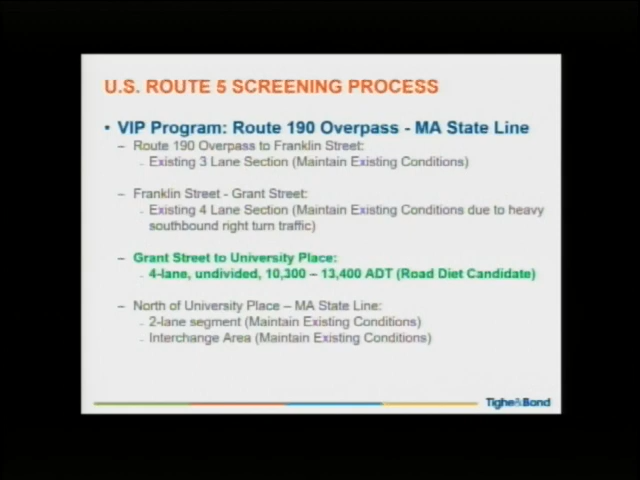 U.S. ROUTE 5 SCREENING PROCESS
• VIP Program: Route 190 Overpass - MA State Line
– Route 190 Overpass to Franklin Street:
- Existing 3 Lane Section (Maintain Existing Conditions)
– Franklin Street - Grant Street:
- Existing 4 Lane Section (Maintain Existing Conditions due to heavy
southbound right turn traffic)
– Grant Street to University Place:
- 4-lane, undivided, 10,300 – 13,400 ADT (Road Diet Candidate)
– North of University Place – MA State Line:
- 2-lane segment (Maintain Existing Conditions)
- Interchange Area (Maintain Existing Conditions)
Tighe&Bond